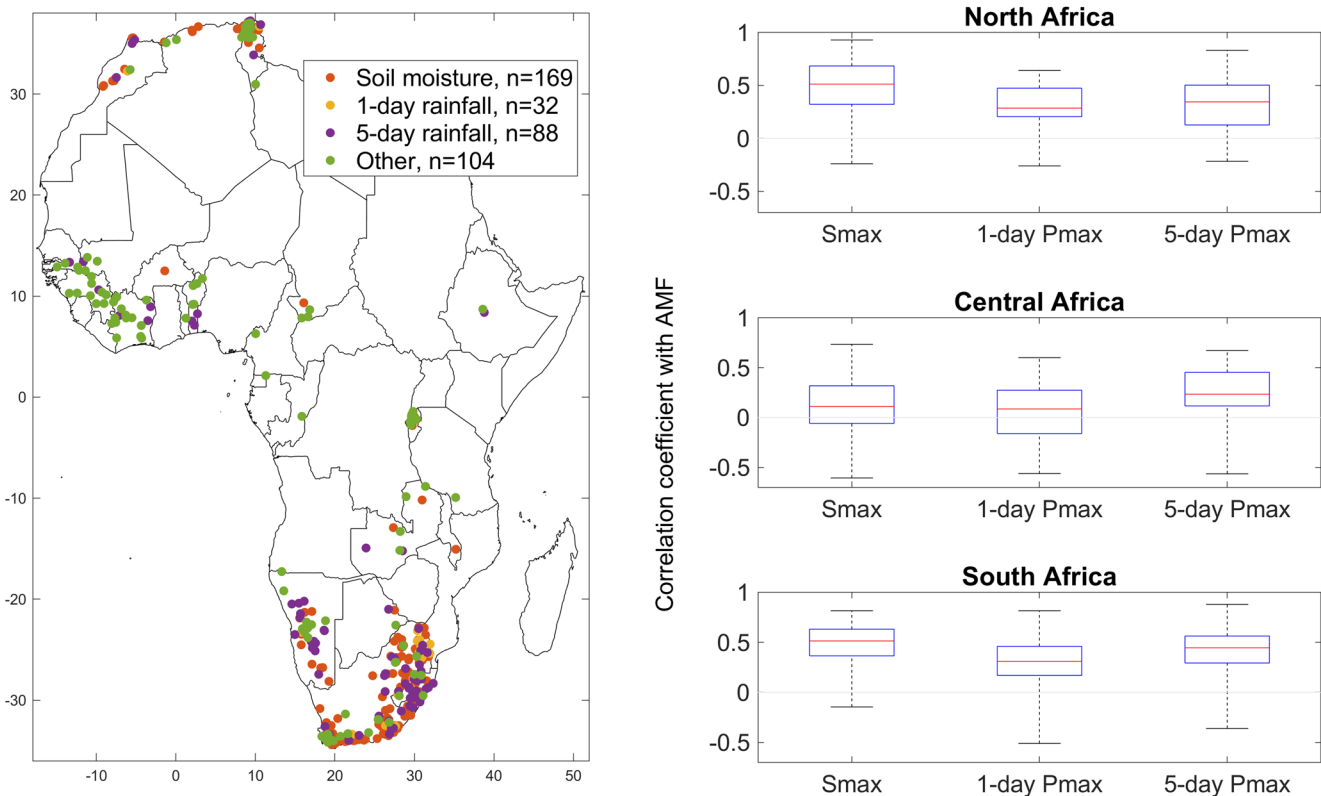 Soil moisture, n=169
1-day rainfall, n=32
5-day rainfall, n=88
Other, n=104
30
20
10
0
-10
-20
-30
-10 0 10 20 30 40 50
Correlation coefficient with AMF
North Africa
1
0.5
0
-0.5
Smax 1-day Pmax 5-day Pmax
Central Africa
1
0.5
0
-0.5
Smax 1-day Pmax 5-day Pmax
South Africa
1
0.5
0
-0.5
Smax 1-day Pmax 5-day Pmax